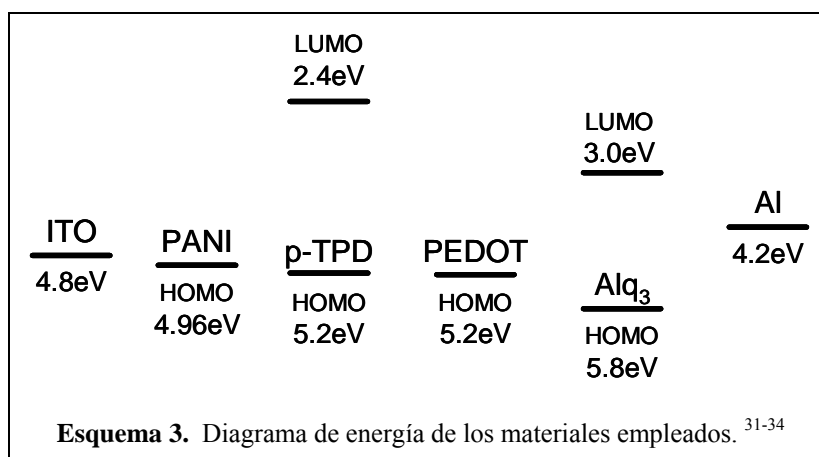 LUMO
2.4eV
LUMO
3.0eV
ITO
4.8eV
PANI
HOMO
4.96eV
p-TPD
HOMO
5.2eV
PEDOT
HOMO
5.2eV
Alq₃
HOMO
5.8eV
Al
4.2eV
Esquema 3. Diagrama de energía de los materiales empleados. ³¹⁻³⁴